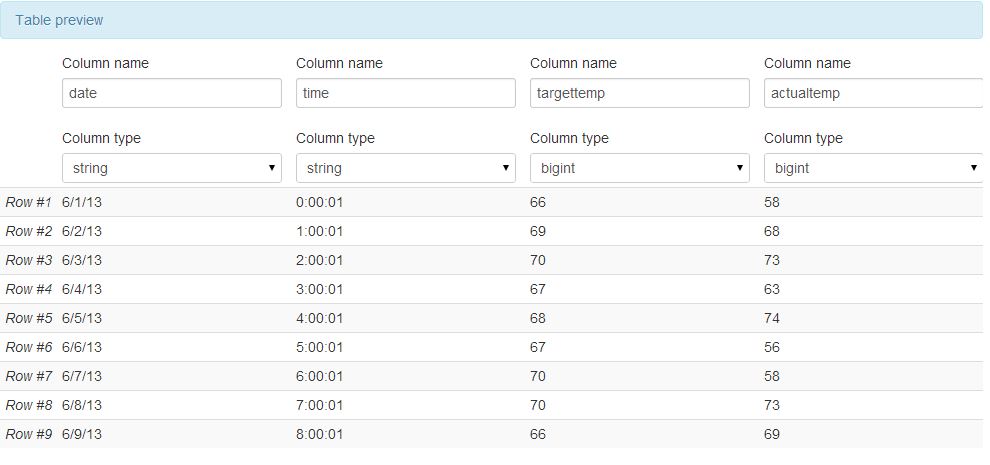 Table preview
Column name Column name Column name Column name
date time targettemp actualtemp
Column type Column type Column type Column type
string string bigint bigint
Row #1 6/1/13 0:00:01 66 58
Row #2 6/2/13 1:00:01 69 68
Row #3 6/3/13 2:00:01 70 73
Row #4 6/4/13 3:00:01 67 63
Row #5 6/5/13 4:00:01 68 74
Row #6 6/6/13 5:00:01 67 56
Row #7 6/7/13 6:00:01 70 58
Row #8 6/8/13 7:00:01 70 73
Row #9 6/9/13 8:00:01 66 69